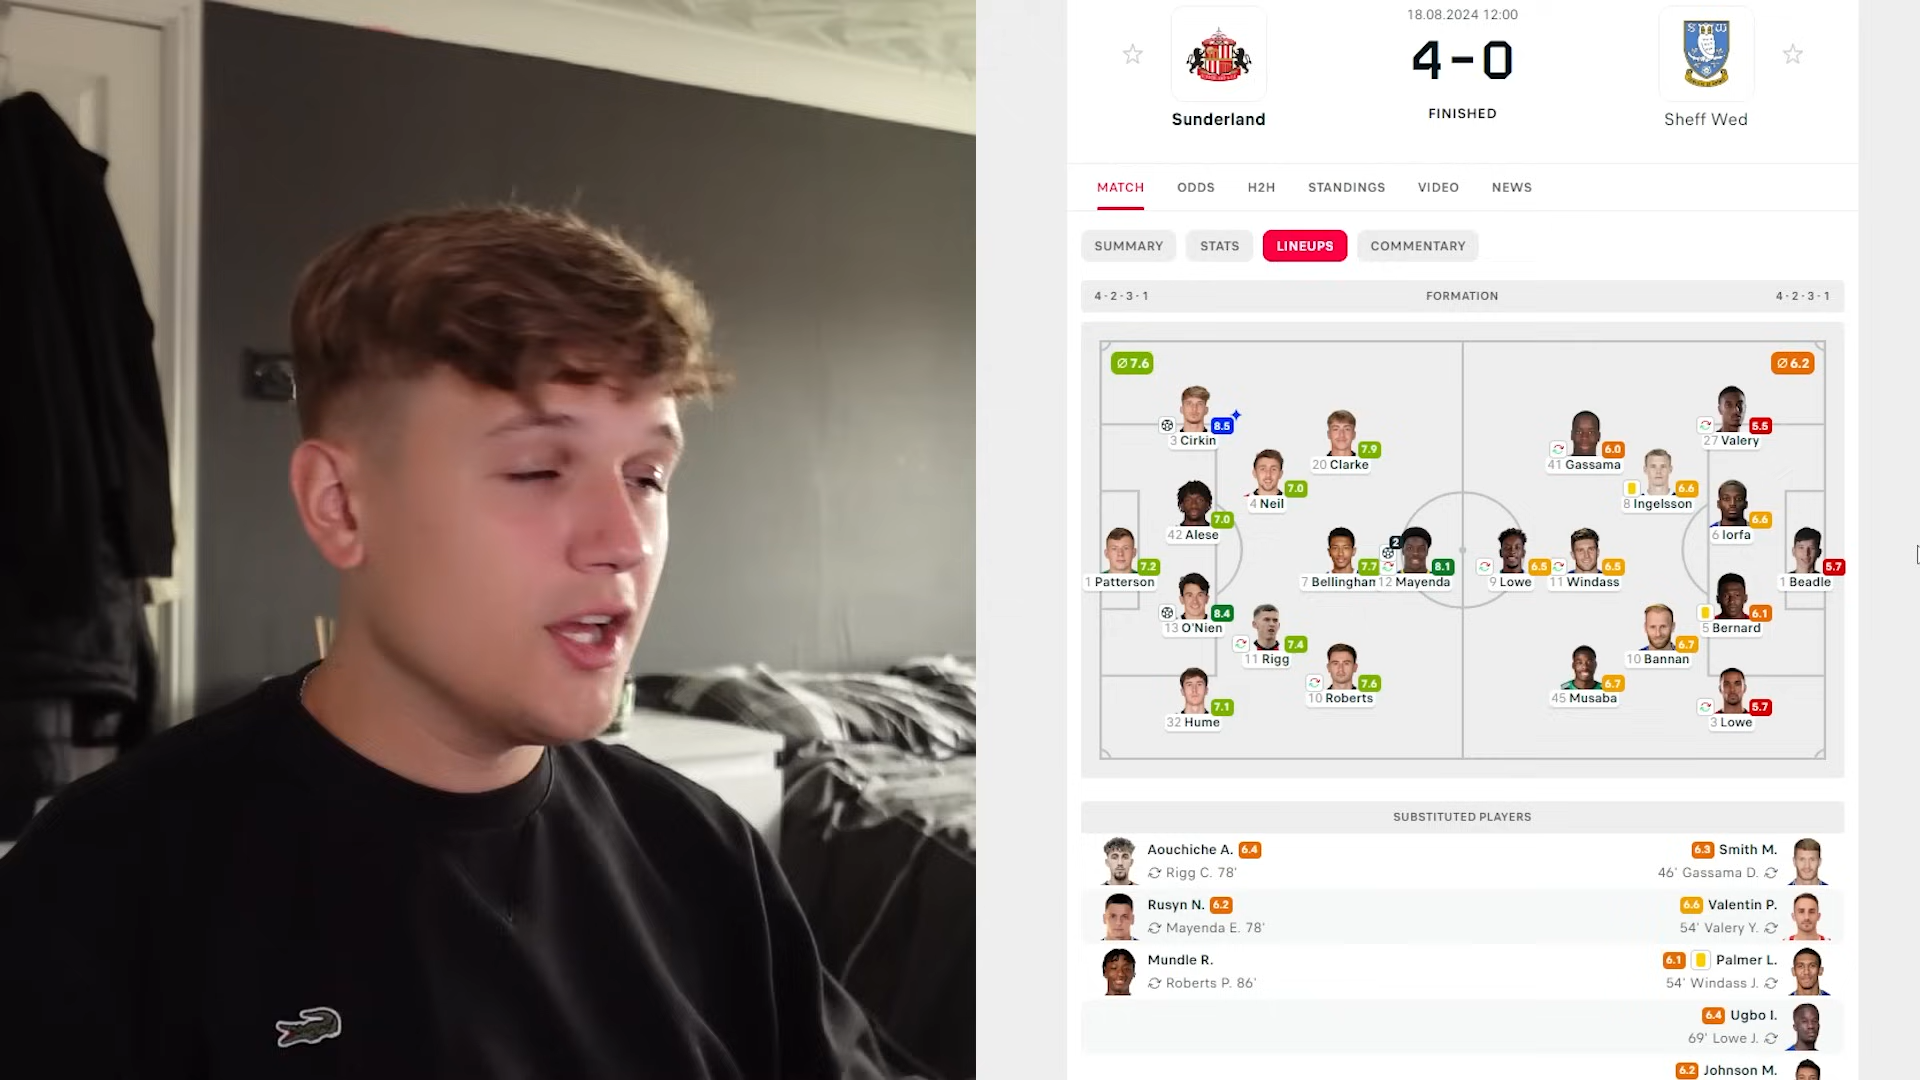 18.08.2024 12:00
4-0
FINISHED
Sunderland
Sheff Wed
MATCH ODDS H2H STANDINGS VIDEO NEWS
SUMMARY STATS LINEUPS COMMENTARY
4-2-3-1 FORMATION 4-2-3-1
Ø 7.6
Ø 6.2
8.5
3 Cirkin
7.9
20 Clarke
7.0
4 Neil
7.0
42 Alese
7.2
1 Patterson
7.7
7 Bellingham
2
8.1
12 Mayenda
8.4
13 O'Nien
7.4
11 Rigg
7.6
10 Roberts
7.1
32 Hume
5.5
27 Valery
6.0
41 Gassama
6.6
8 Ingelsson
6.6
6 Iorfa
6.5
9 Lowe
6.5
11 Windass
5.7
1 Beadle
6.1
5 Bernard
6.7
10 Bannan
6.7
45 Musaba
5.7
3 Lowe
SUBSTITUTED PLAYERS
Aouchiche A. 6.4
Rigg C. 78'
6.3 Smith M.
46' Gassama D.
Rusyn N. 6.2
Mayenda E. 78'
6.6 Valentin P.
54' Valery Y.
Mundle R.
Roberts P. 86'
6.1 Palmer L.
54' Windass J.
6.4 Ugbo I.
69' Lowe J.
6.2 Johnson M.